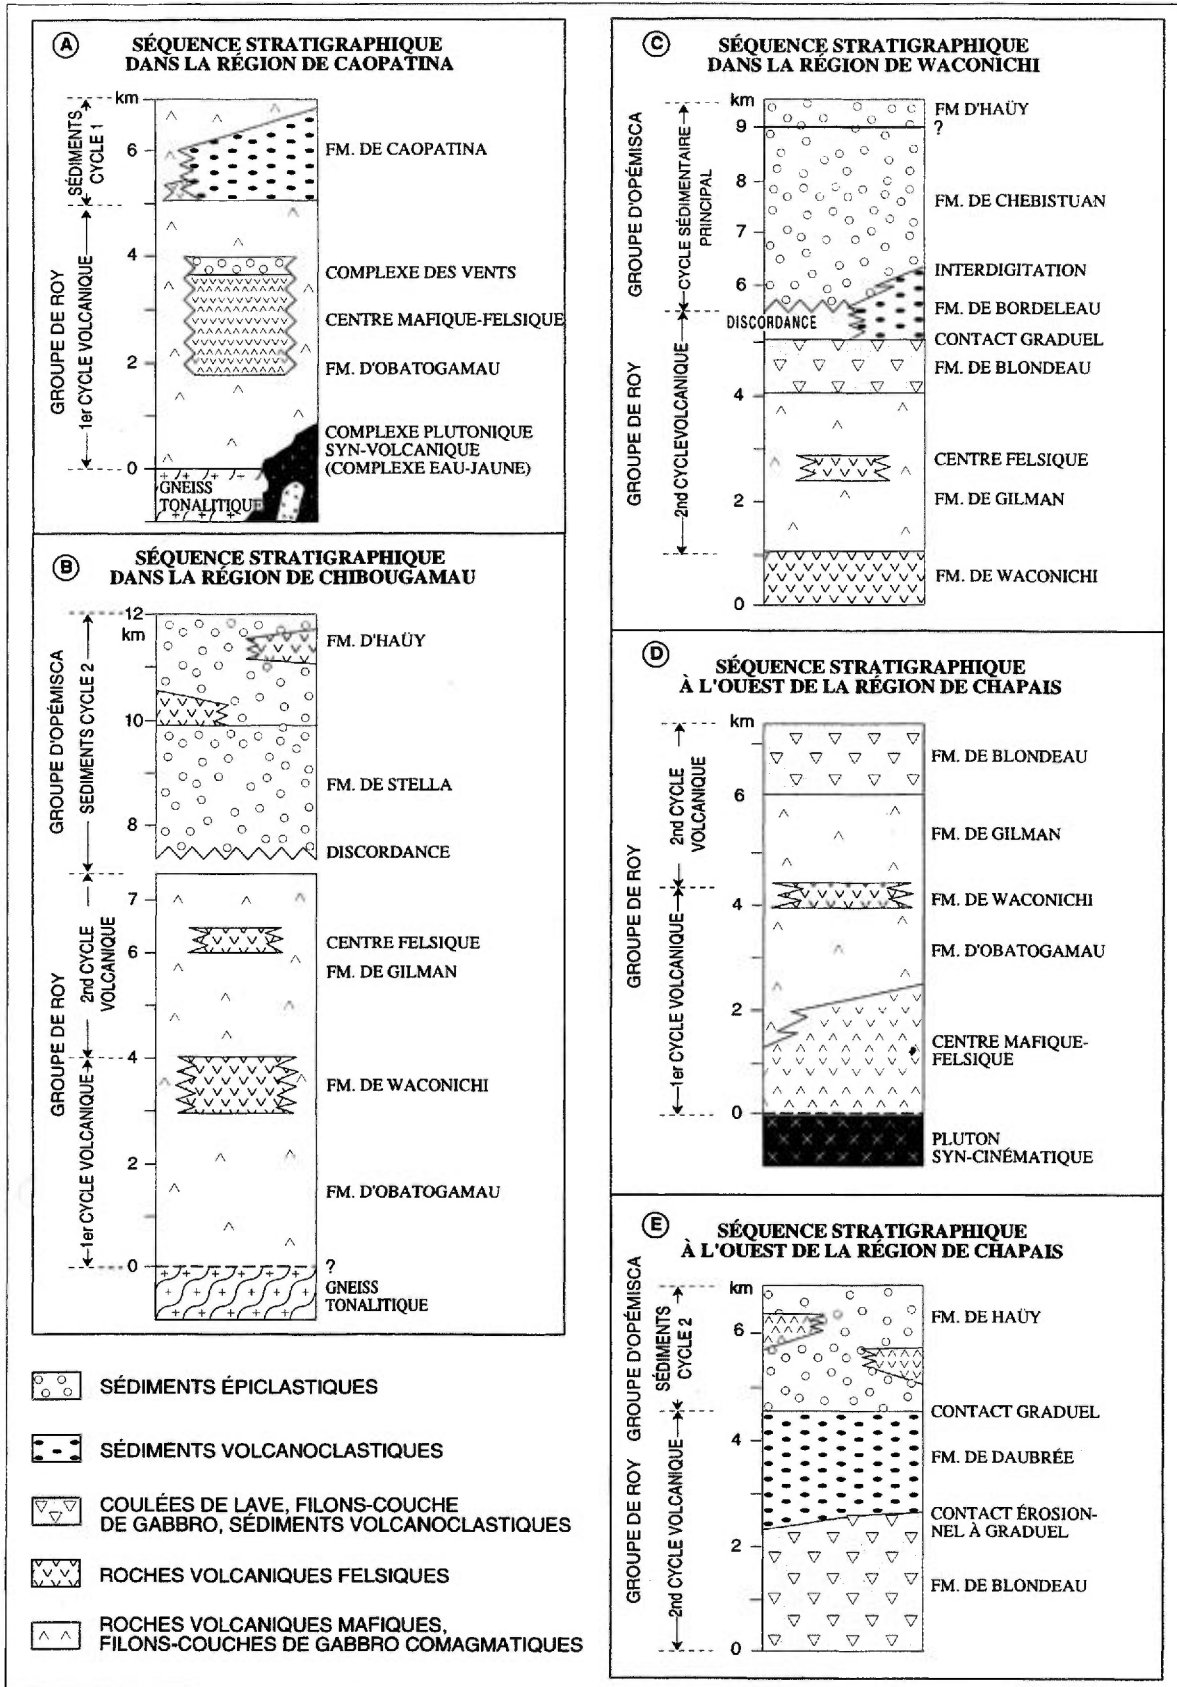 A
SÉQUENCE STRATIGRAPHIQUE
DANS LA RÉGION DE CAOPATINA
km
6
4
2
0
SÉDIMENTS
CYCLE 1
GROUPE DE ROY
1er CYCLE VOLCANIQUE
FM. DE CAOPATINA
COMPLEXE DES VENTS
CENTRE MAFIQUE-FELSIQUE
FM. D'OBATOGAMAU
COMPLEXE PLUTONIQUE
SYN-VOLCANIQUE
(COMPLEXE EAU-JAUNE)
GNEISS
TONALITIQUE
B
SÉQUENCE STRATIGRAPHIQUE
DANS LA RÉGION DE CHIBOUGAMAU
12
km
10
8
7
6
4
2
0
GROUPE D'OPÉMISCA
SÉDIMENTS CYCLE 2
GROUPE DE ROY
2nd CYCLE
VOLCANIQUE
1er CYCLE VOLCANIQUE
FM. D'HAÜY
FM. DE STELLA
DISCORDANCE
CENTRE FELSIQUE
FM. DE GILMAN
FM. DE WACONICHI
FM. D'OBATOGAMAU
?
GNEISS
TONALITIQUE
SÉDIMENTS ÉPICLASTIQUES
SÉDIMENTS VOLCANOCLASTIQUES
COULÉES DE LAVE, FILONS-COUCHE
DE GABBRO, SÉDIMENTS VOLCANOCLASTIQUES
ROCHES VOLCANIQUES FELSIQUES
ROCHES VOLCANIQUES MAFIQUES,
FILONS-COUCHES DE GABBRO COMAGMATIQUES
C
SÉQUENCE STRATIGRAPHIQUE
DANS LA RÉGION DE WACONICHI
km
9
8
7
6
4
2
0
GROUPE D'OPÉMISCA
CYCLE SÉDIMENTAIRE
PRINCIPAL
GROUPE DE ROY
2nd CYCLEVOLCANIQUE
FM D'HAÜY
?
FM. DE CHEBISTUAN
INTERDIGITATION
FM. DE BORDELEAU
DISCORDANCE
CONTACT GRADUEL
FM. DE BLONDEAU
CENTRE FELSIQUE
FM. DE GILMAN
FM. DE WACONICHI
D
SÉQUENCE STRATIGRAPHIQUE
À L'OUEST DE LA RÉGION DE CHAPAIS
km
6
4
2
0
GROUPE DE ROY
2nd CYCLE
VOLCANIQUE
1er CYCLE VOLCANIQUE
FM. DE BLONDEAU
FM. DE GILMAN
FM. DE WACONICHI
FM. D'OBATOGAMAU
CENTRE MAFIQUE-
FELSIQUE
PLUTON
SYN-CINÉMATIQUE
E
SÉQUENCE STRATIGRAPHIQUE
À L'OUEST DE LA RÉGION DE CHAPAIS
km
6
4
2
0
GROUPE D'OPÉMISCA
SÉDIMENTS
CYCLE 2
GROUPE DE ROY
2nd CYCLE VOLCANIQUE
FM. DE HAÜY
CONTACT GRADUEL
FM. DE DAUBRÉE
CONTACT ÉROSION-
NEL À GRADUEL
FM. DE BLONDEAU